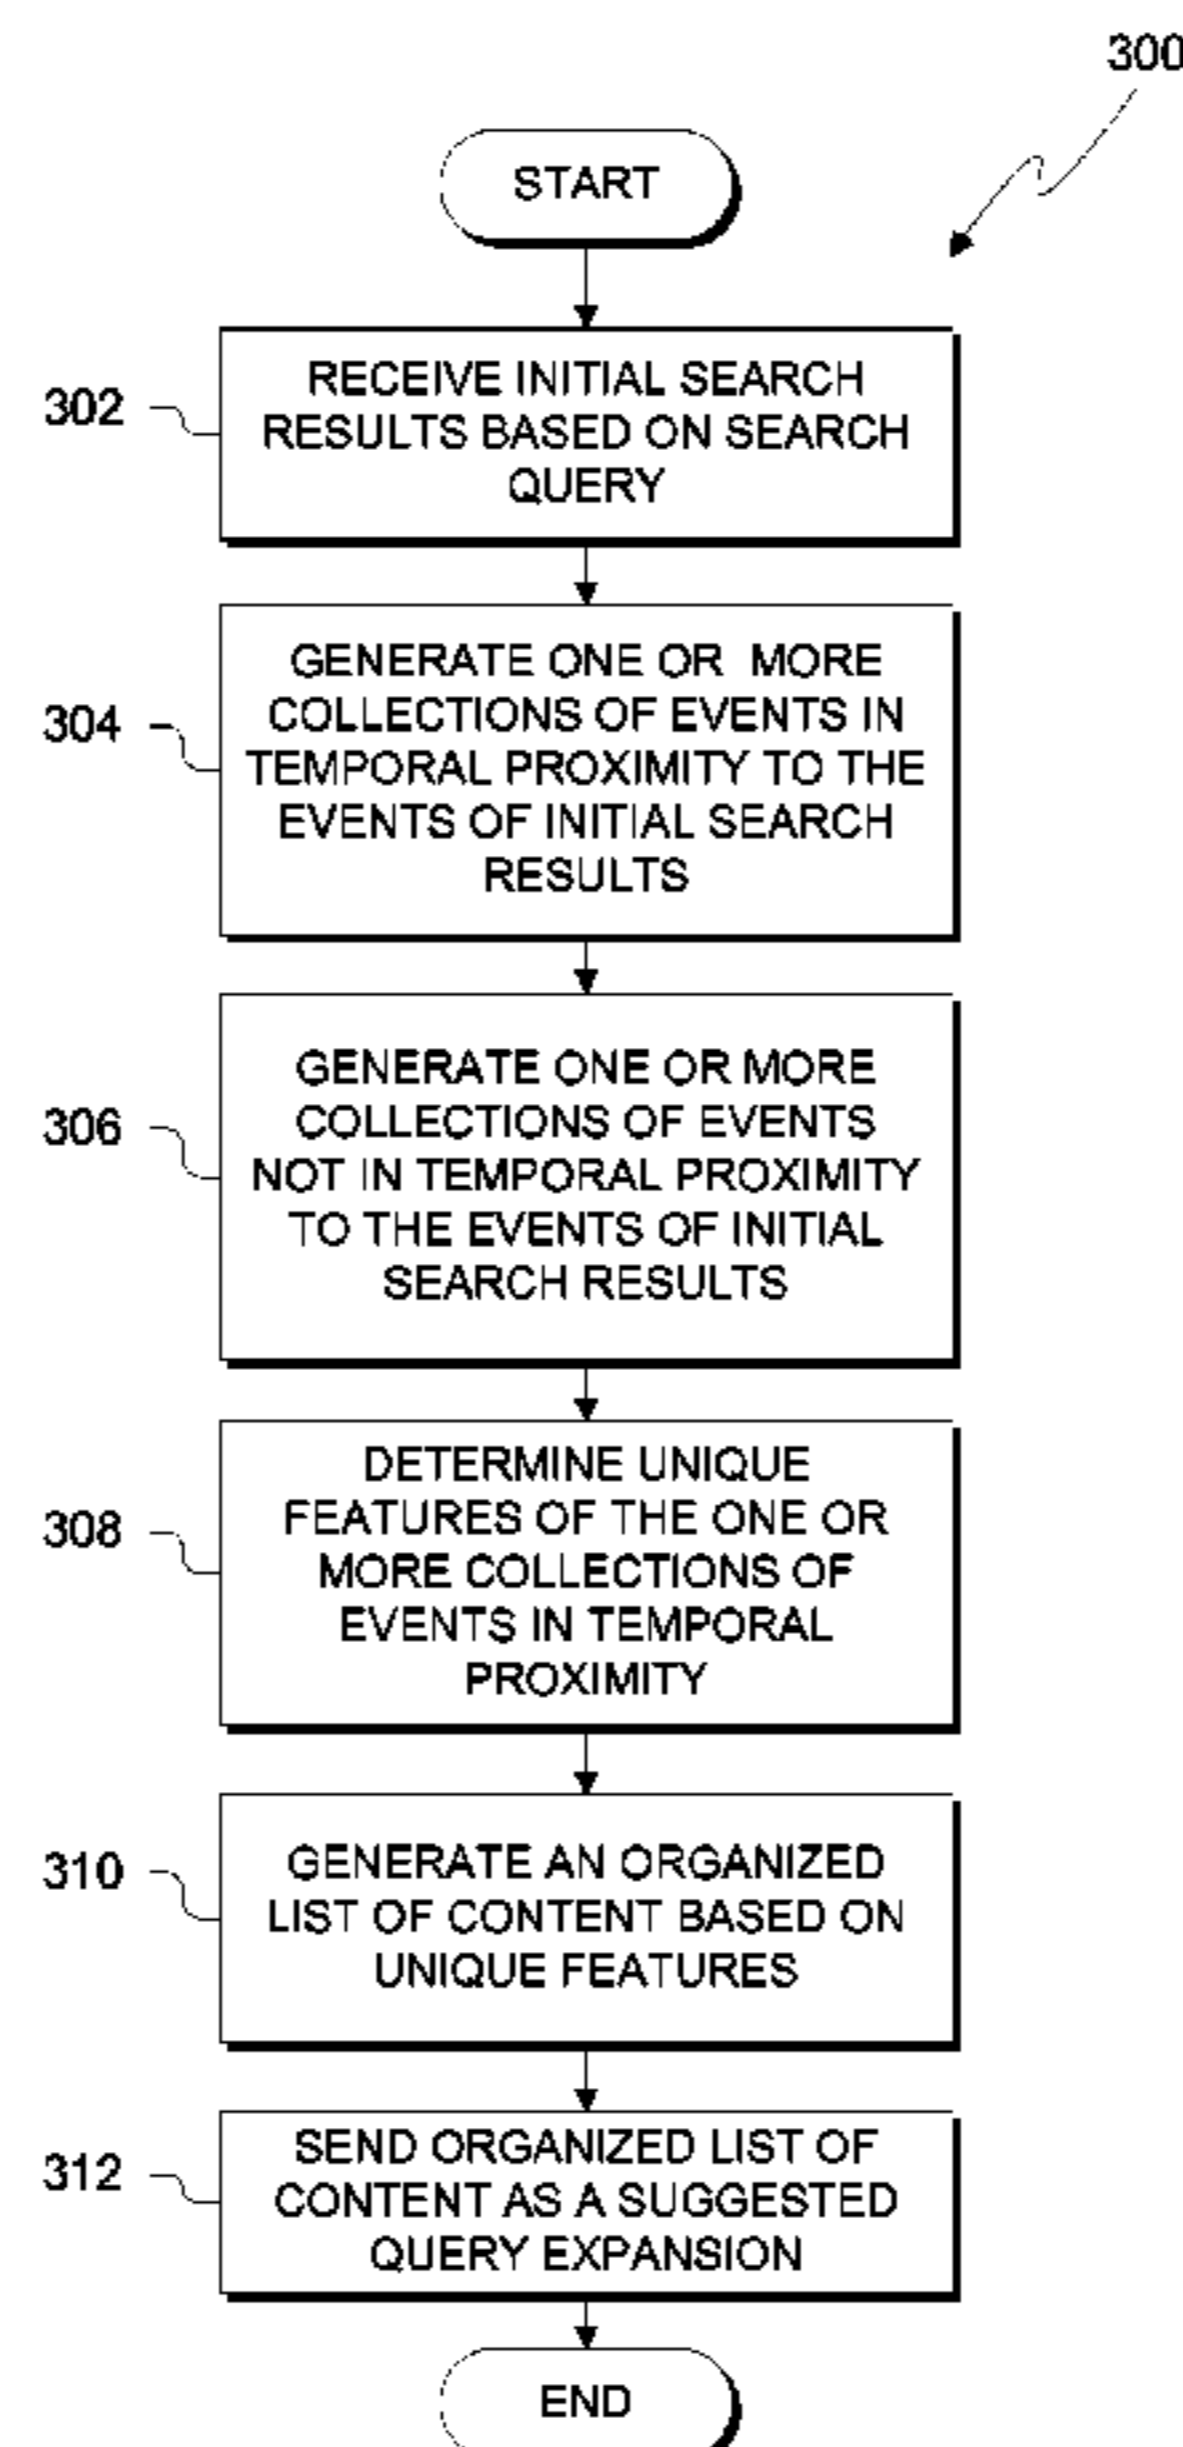 300
START
302
RECEIVE INITIAL SEARCH
RESULTS BASED ON SEARCH
QUERY
304
GENERATE ONE OR MORE
COLLECTIONS OF EVENTS IN
TEMPORAL PROXIMITY TO THE
EVENTS OF INITIAL SEARCH
RESULTS
306
GENERATE ONE OR MORE
COLLECTIONS OF EVENTS
NOT IN TEMPORAL PROXIMITY
TO THE EVENTS OF INITIAL
SEARCH RESULTS
308
DETERMINE UNIQUE
FEATURES OF THE ONE OR
MORE COLLECTIONS OF
EVENTS IN TEMPORAL
PROXIMITY
310
GENERATE AN ORGANIZED
LIST OF CONTENT BASED ON
UNIQUE FEATURES
312
SEND ORGANIZED LIST OF
CONTENT AS A SUGGESTED
QUERY EXPANSION
END